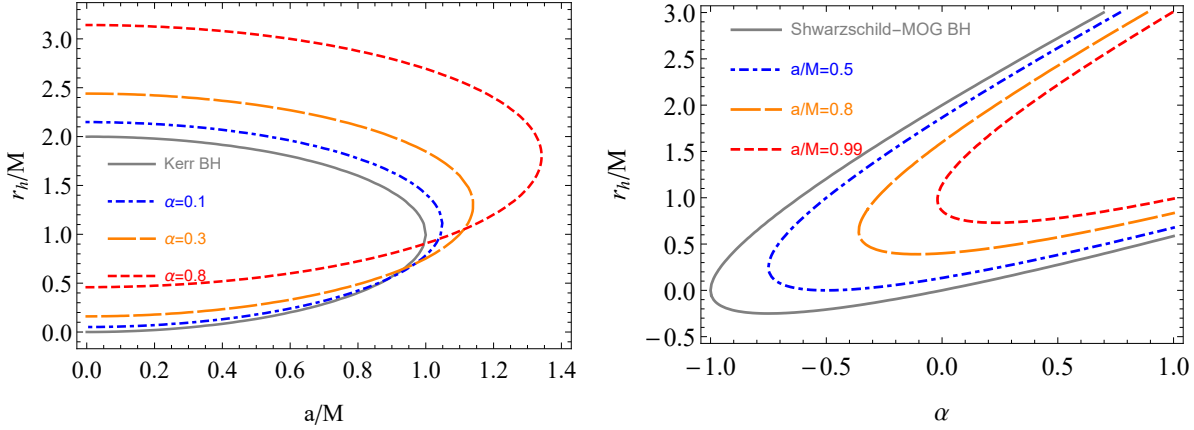 3.0
2.5
2.0
1.5
1.0
0.5
0.0
r_h/M
Kerr BH
α=0.1
α=0.3
α=0.8
0.0 0.2 0.4 0.6 0.8 1.0 1.2 1.4
a/M
3.0
2.5
2.0
1.5
1.0
0.5
0.0
−0.5
r_h/M
Shwarzschild−MOG BH
a/M=0.5
a/M=0.8
a/M=0.99
−1.0 −0.5 0.0 0.5 1.0
α